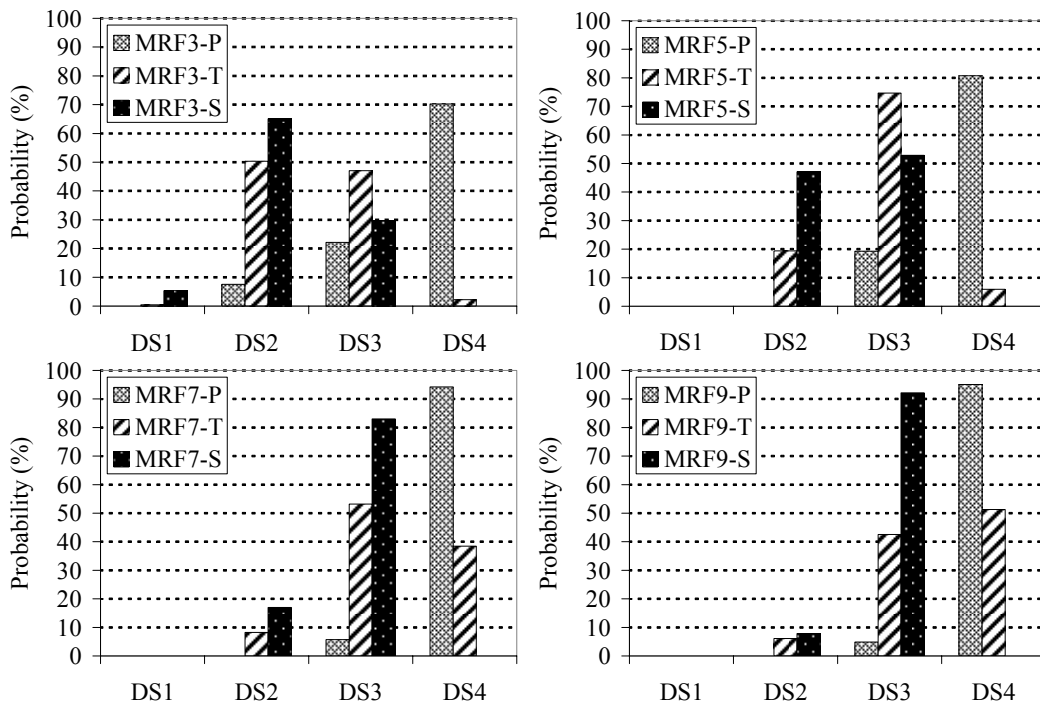 Probability (%)
100
90
80
70
60
50
40
30
20
10
0
MRF3-P
MRF3-T
MRF3-S
DS1 DS2 DS3 DS4
Probability (%)
100
90
80
70
60
50
40
30
20
10
0
MRF5-P
MRF5-T
MRF5-S
DS1 DS2 DS3 DS4
Probability (%)
100
90
80
70
60
50
40
30
20
10
0
MRF7-P
MRF7-T
MRF7-S
DS1 DS2 DS3 DS4
Probability (%)
100
90
80
70
60
50
40
30
20
10
0
MRF9-P
MRF9-T
MRF9-S
DS1 DS2 DS3 DS4